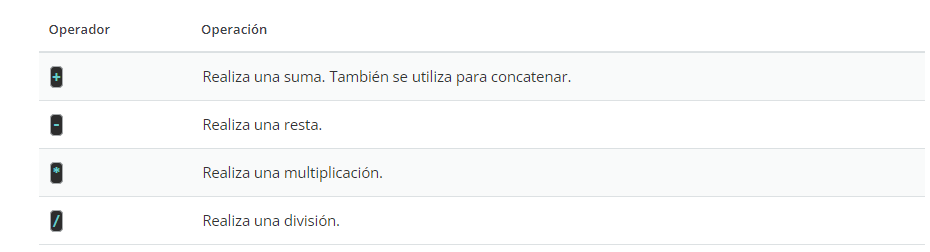 Operador Operación
+ Realiza una suma. También se utiliza para concatenar.
- Realiza una resta.
* Realiza una multiplicación.
/ Realiza una división.